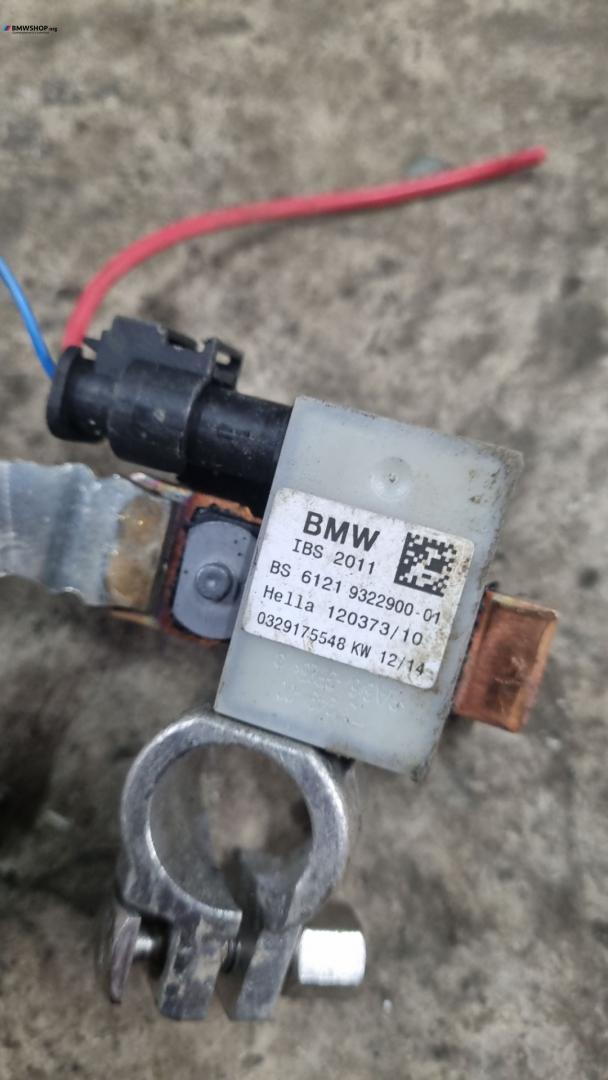 BMWSHOP.org
BMW
IBS 2011
BS 6121 9322900-01
Hella 120373/10
0329175548 KW 12/14